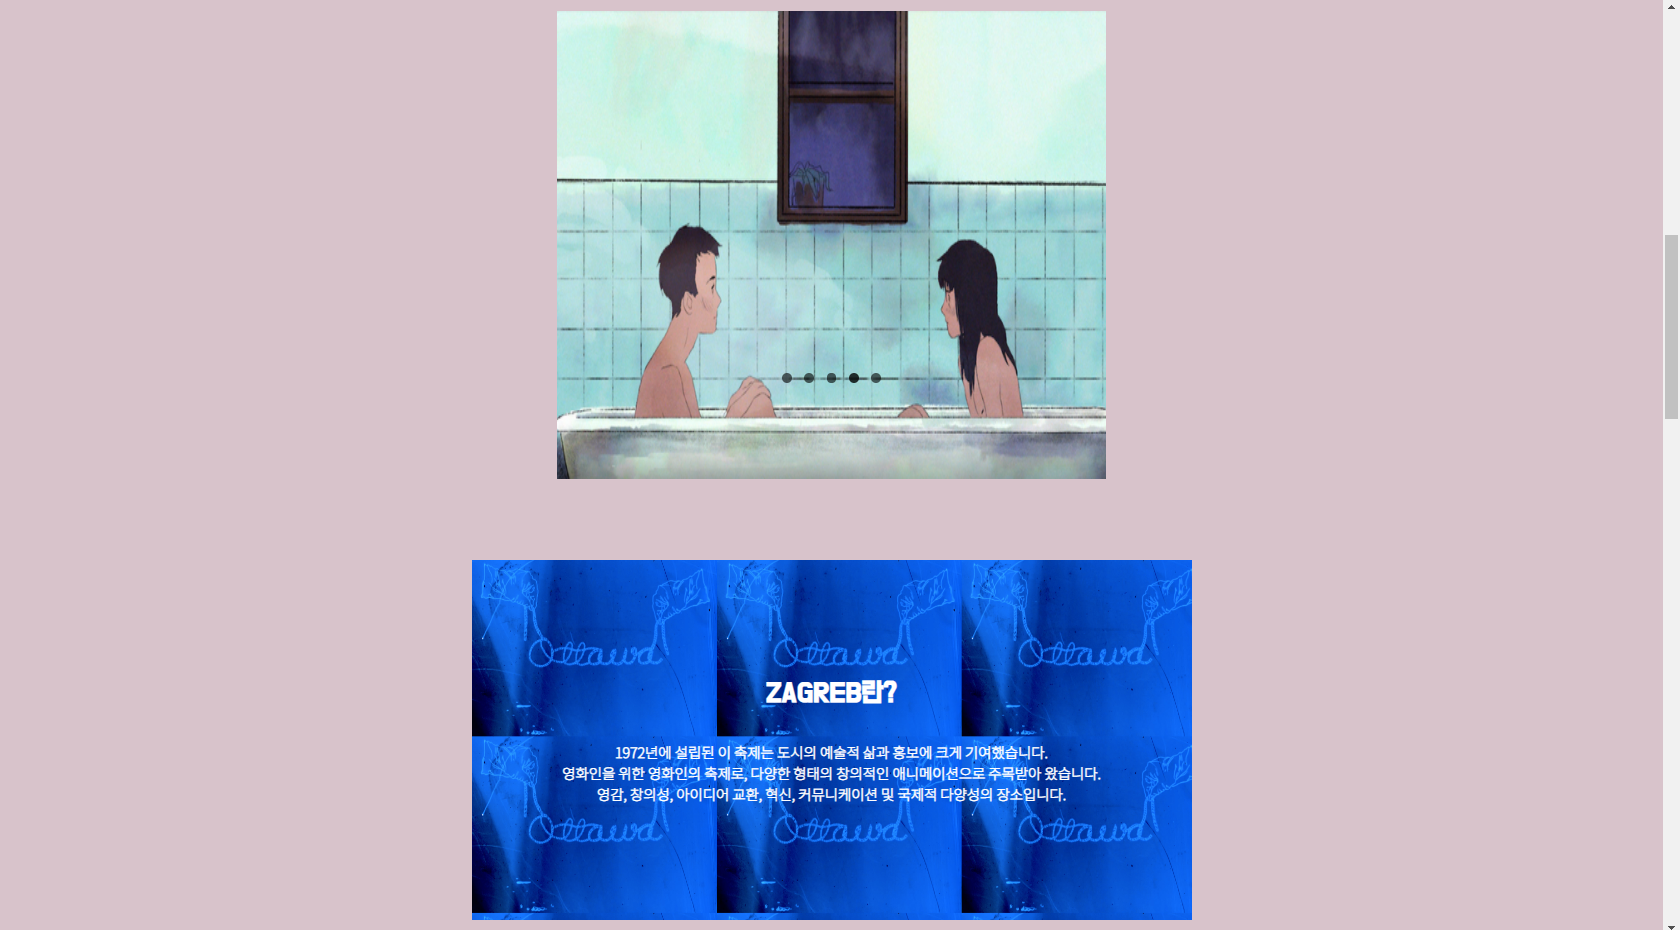 Ottawa Ottawa Ottawa
ZAGREB란?
1972년에 설립된 이 축제는 도시의 예술적 삶과 홍보에 크게 기여했습니다.
영화인을 위한 영화인의 축제로, 다양한 형태의 창의적인 애니메이션으로 주목받아 왔습니다.
영감, 창의성, 아이디어 교환, 혁신, 커뮤니케이션 및 국제적 다양성의 장소입니다.
Ottawa Ottawa Ottawa